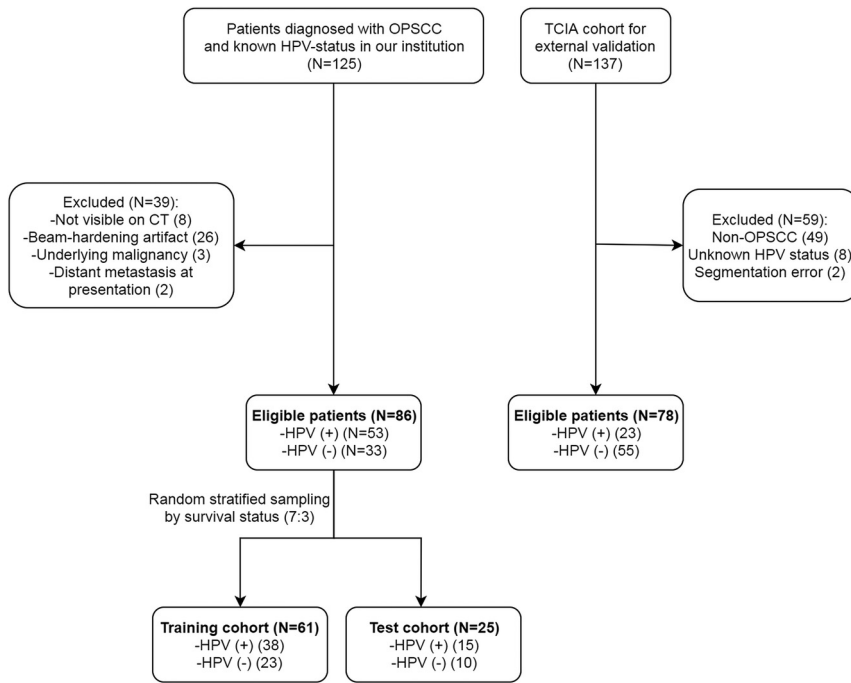 Patients diagnosed with OPSCC
and known HPV-status in our institution
(N=125)
TCIA cohort for
external validation
(N=137)
Excluded (N=39):
-Not visible on CT (8)
-Beam-hardening artifact (26)
-Underlying malignancy (3)
-Distant metastasis at
presentation (2)
Excluded (N=59):
Non-OPSCC (49)
Unknown HPV status (8)
Segmentation error (2)
Eligible patients (N=86)
-HPV (+) (N=53)
-HPV (-) (N=33)
Eligible patients (N=78)
-HPV (+) (23)
-HPV (-) (55)
Random stratified sampling
by survival status (7:3)
Training cohort (N=61)
-HPV (+) (38)
-HPV (-) (23)
Test cohort (N=25)
-HPV (+) (15)
-HPV (-) (10)